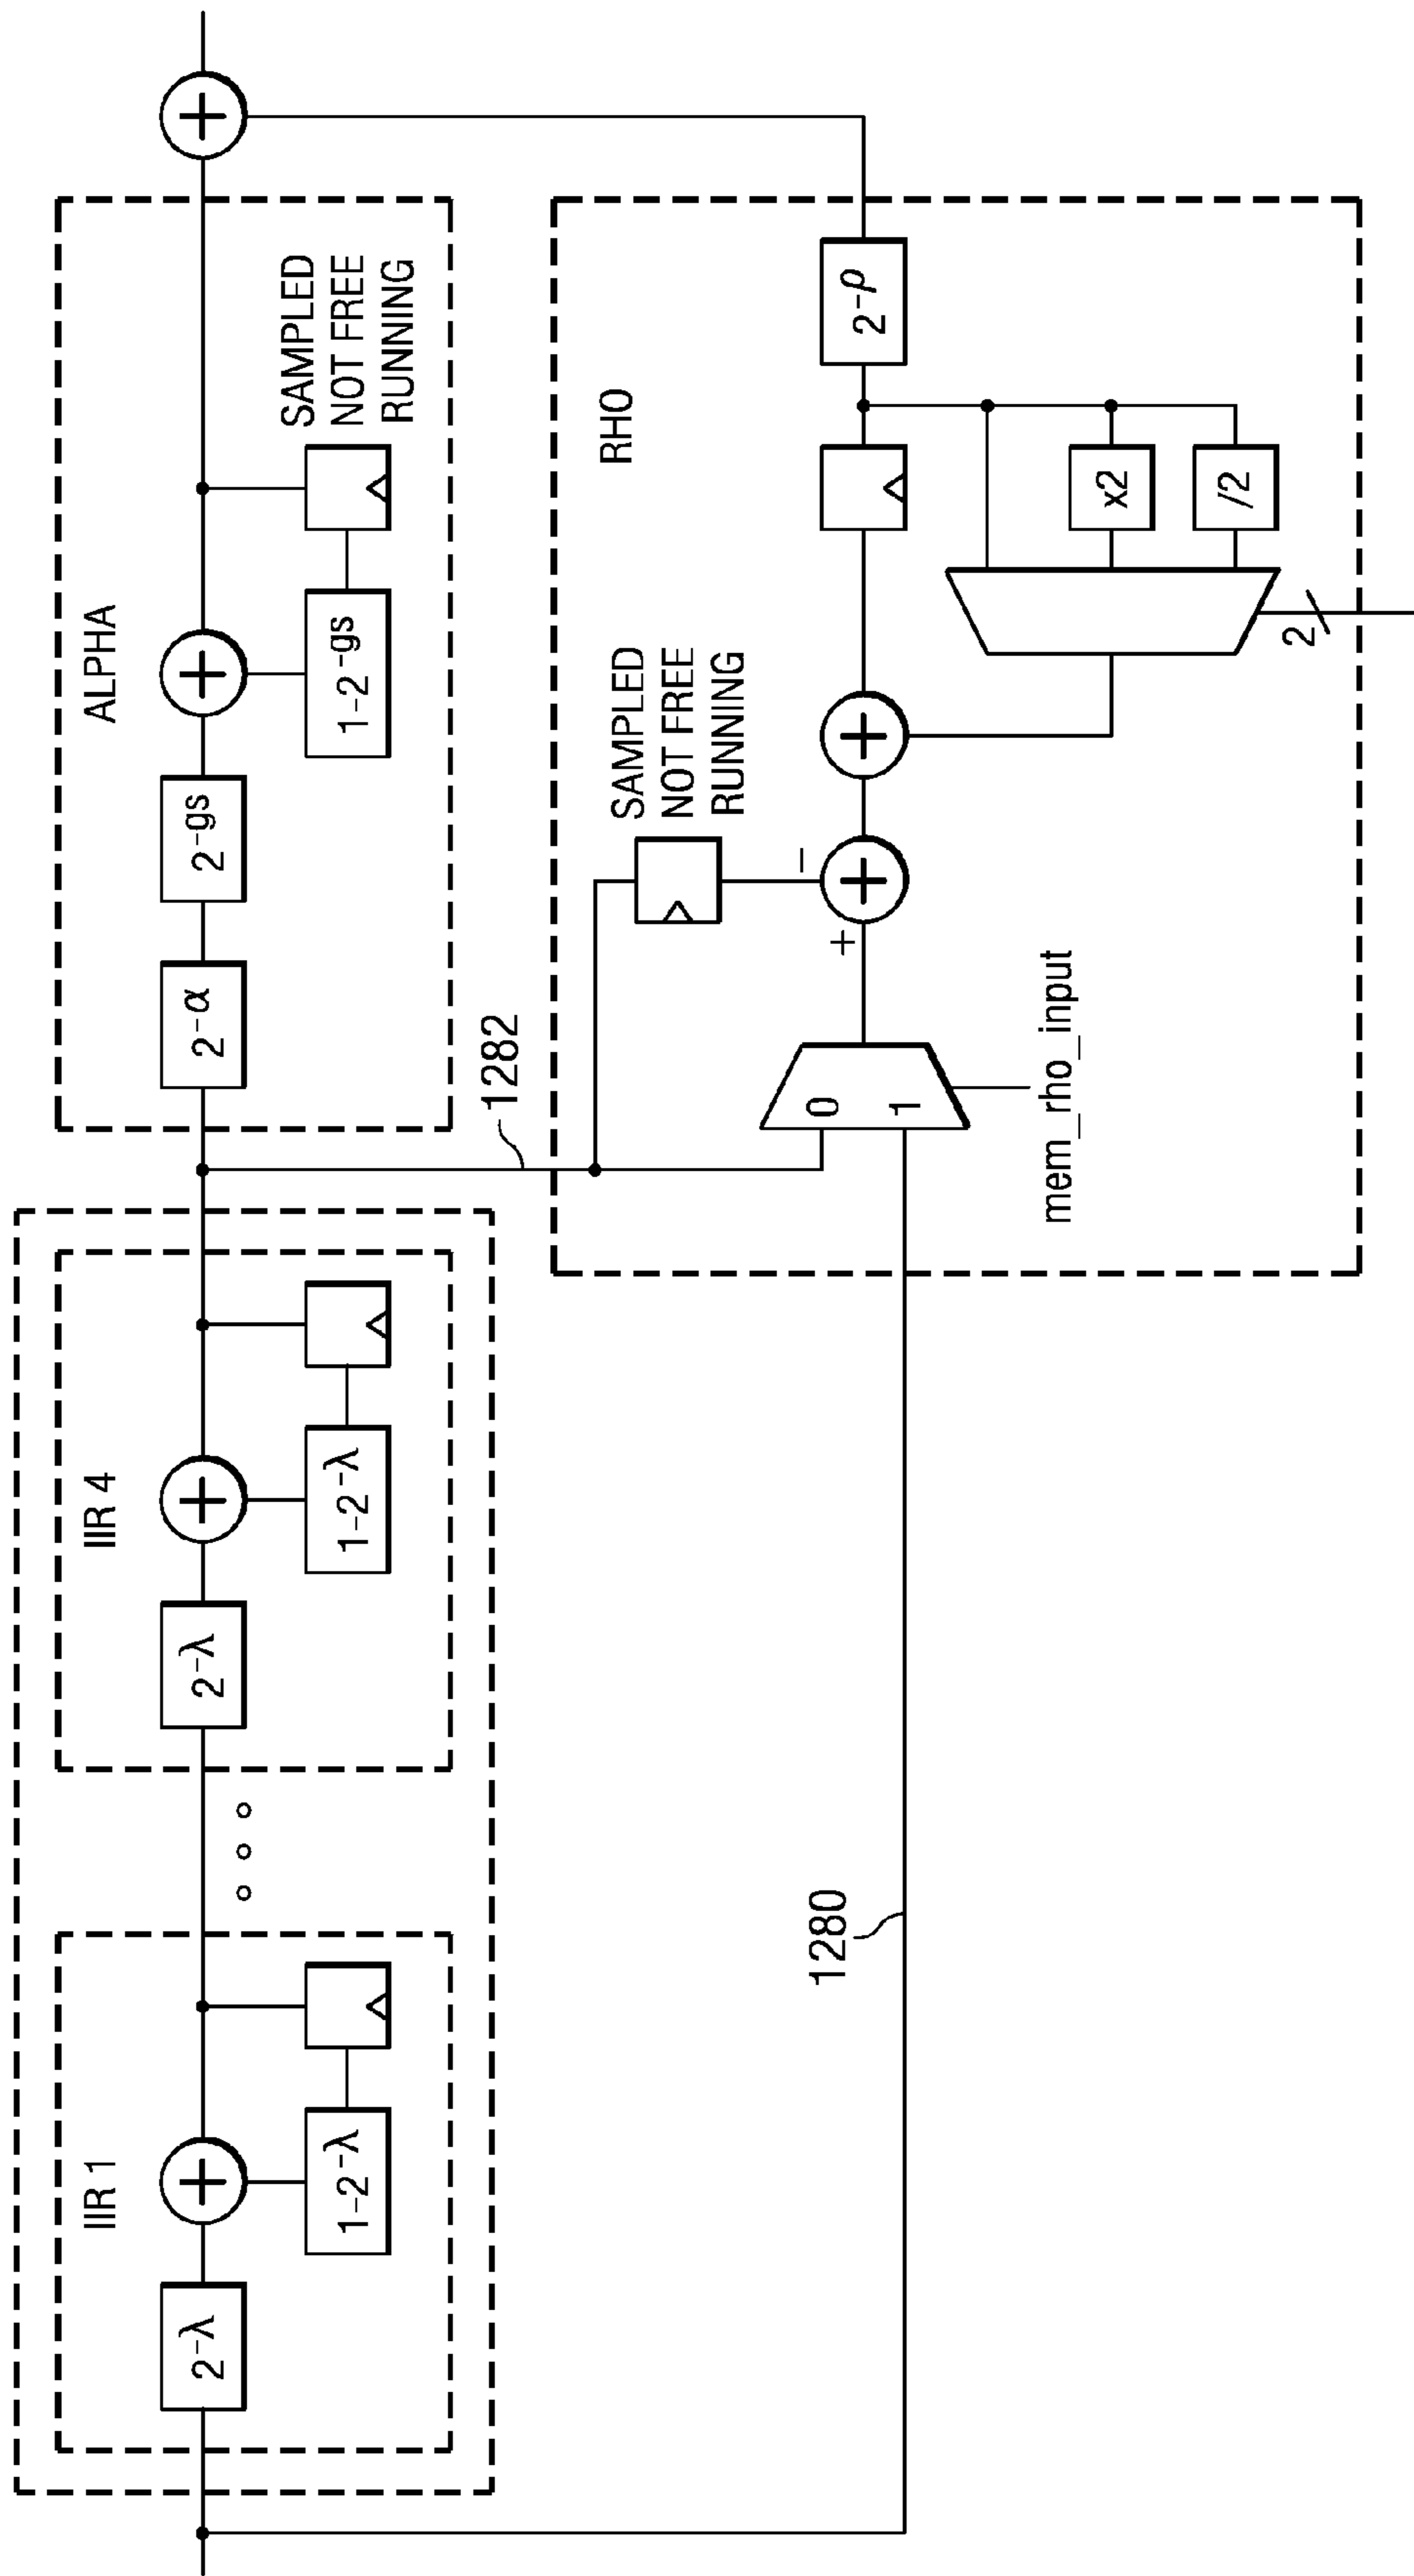 IIR 1
2-λ
+
1-2-λ
IIR 4
2-λ
+
1-2-λ
ALPHA
2-α
2-gs
+
1-2-gs
SAMPLED
NOT FREE
RUNNING
+
1282
1280
RHO
0
1
mem_rho_input
SAMPLED
NOT FREE
RUNNING
+
-
+
+
2-ρ
x2
/2
2